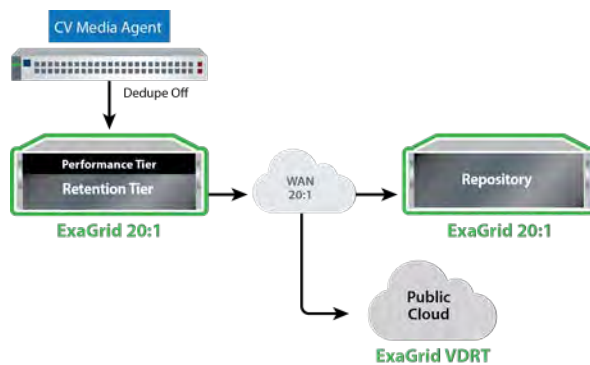 CV Media Agent
Dedupe Off
Performance Tier
Retention Tier
ExaGrid 20:1
WAN
20:1
Repository
ExaGrid 20:1
Public
Cloud
ExaGrid VDRT